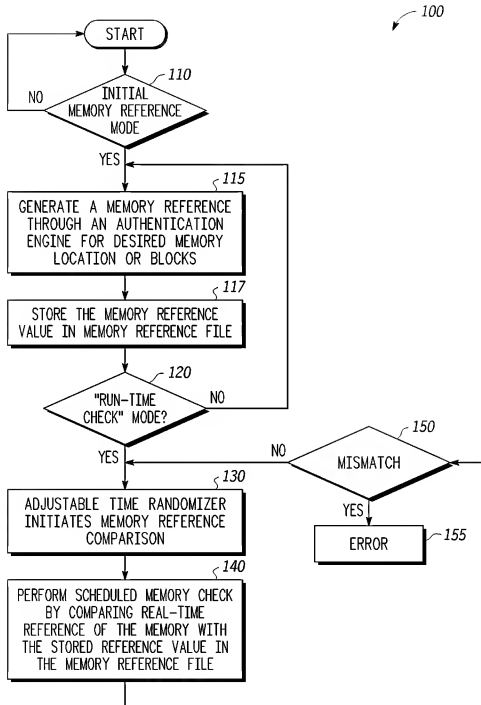 100
START
110
INITIAL
MEMORY REFERENCE
MODE
NO
YES
115
GENERATE A MEMORY REFERENCE
THROUGH AN AUTHENTICATION
ENGINE FOR DESIRED MEMORY
LOCATION OR BLOCKS
117
STORE THE MEMORY REFERENCE
VALUE IN MEMORY REFERENCE FILE
120
"RUN-TIME
CHECK" MODE?
NO
YES
150
MISMATCH
NO
YES
155
ERROR
130
ADJUSTABLE TIME RANDOMIZER
INITIATES MEMORY REFERENCE
COMPARISON
140
PERFORM SCHEDULED MEMORY CHECK
BY COMPARING REAL-TIME
REFERENCE OF THE MEMORY WITH
THE STORED REFERENCE VALUE IN
THE MEMORY REFERENCE FILE